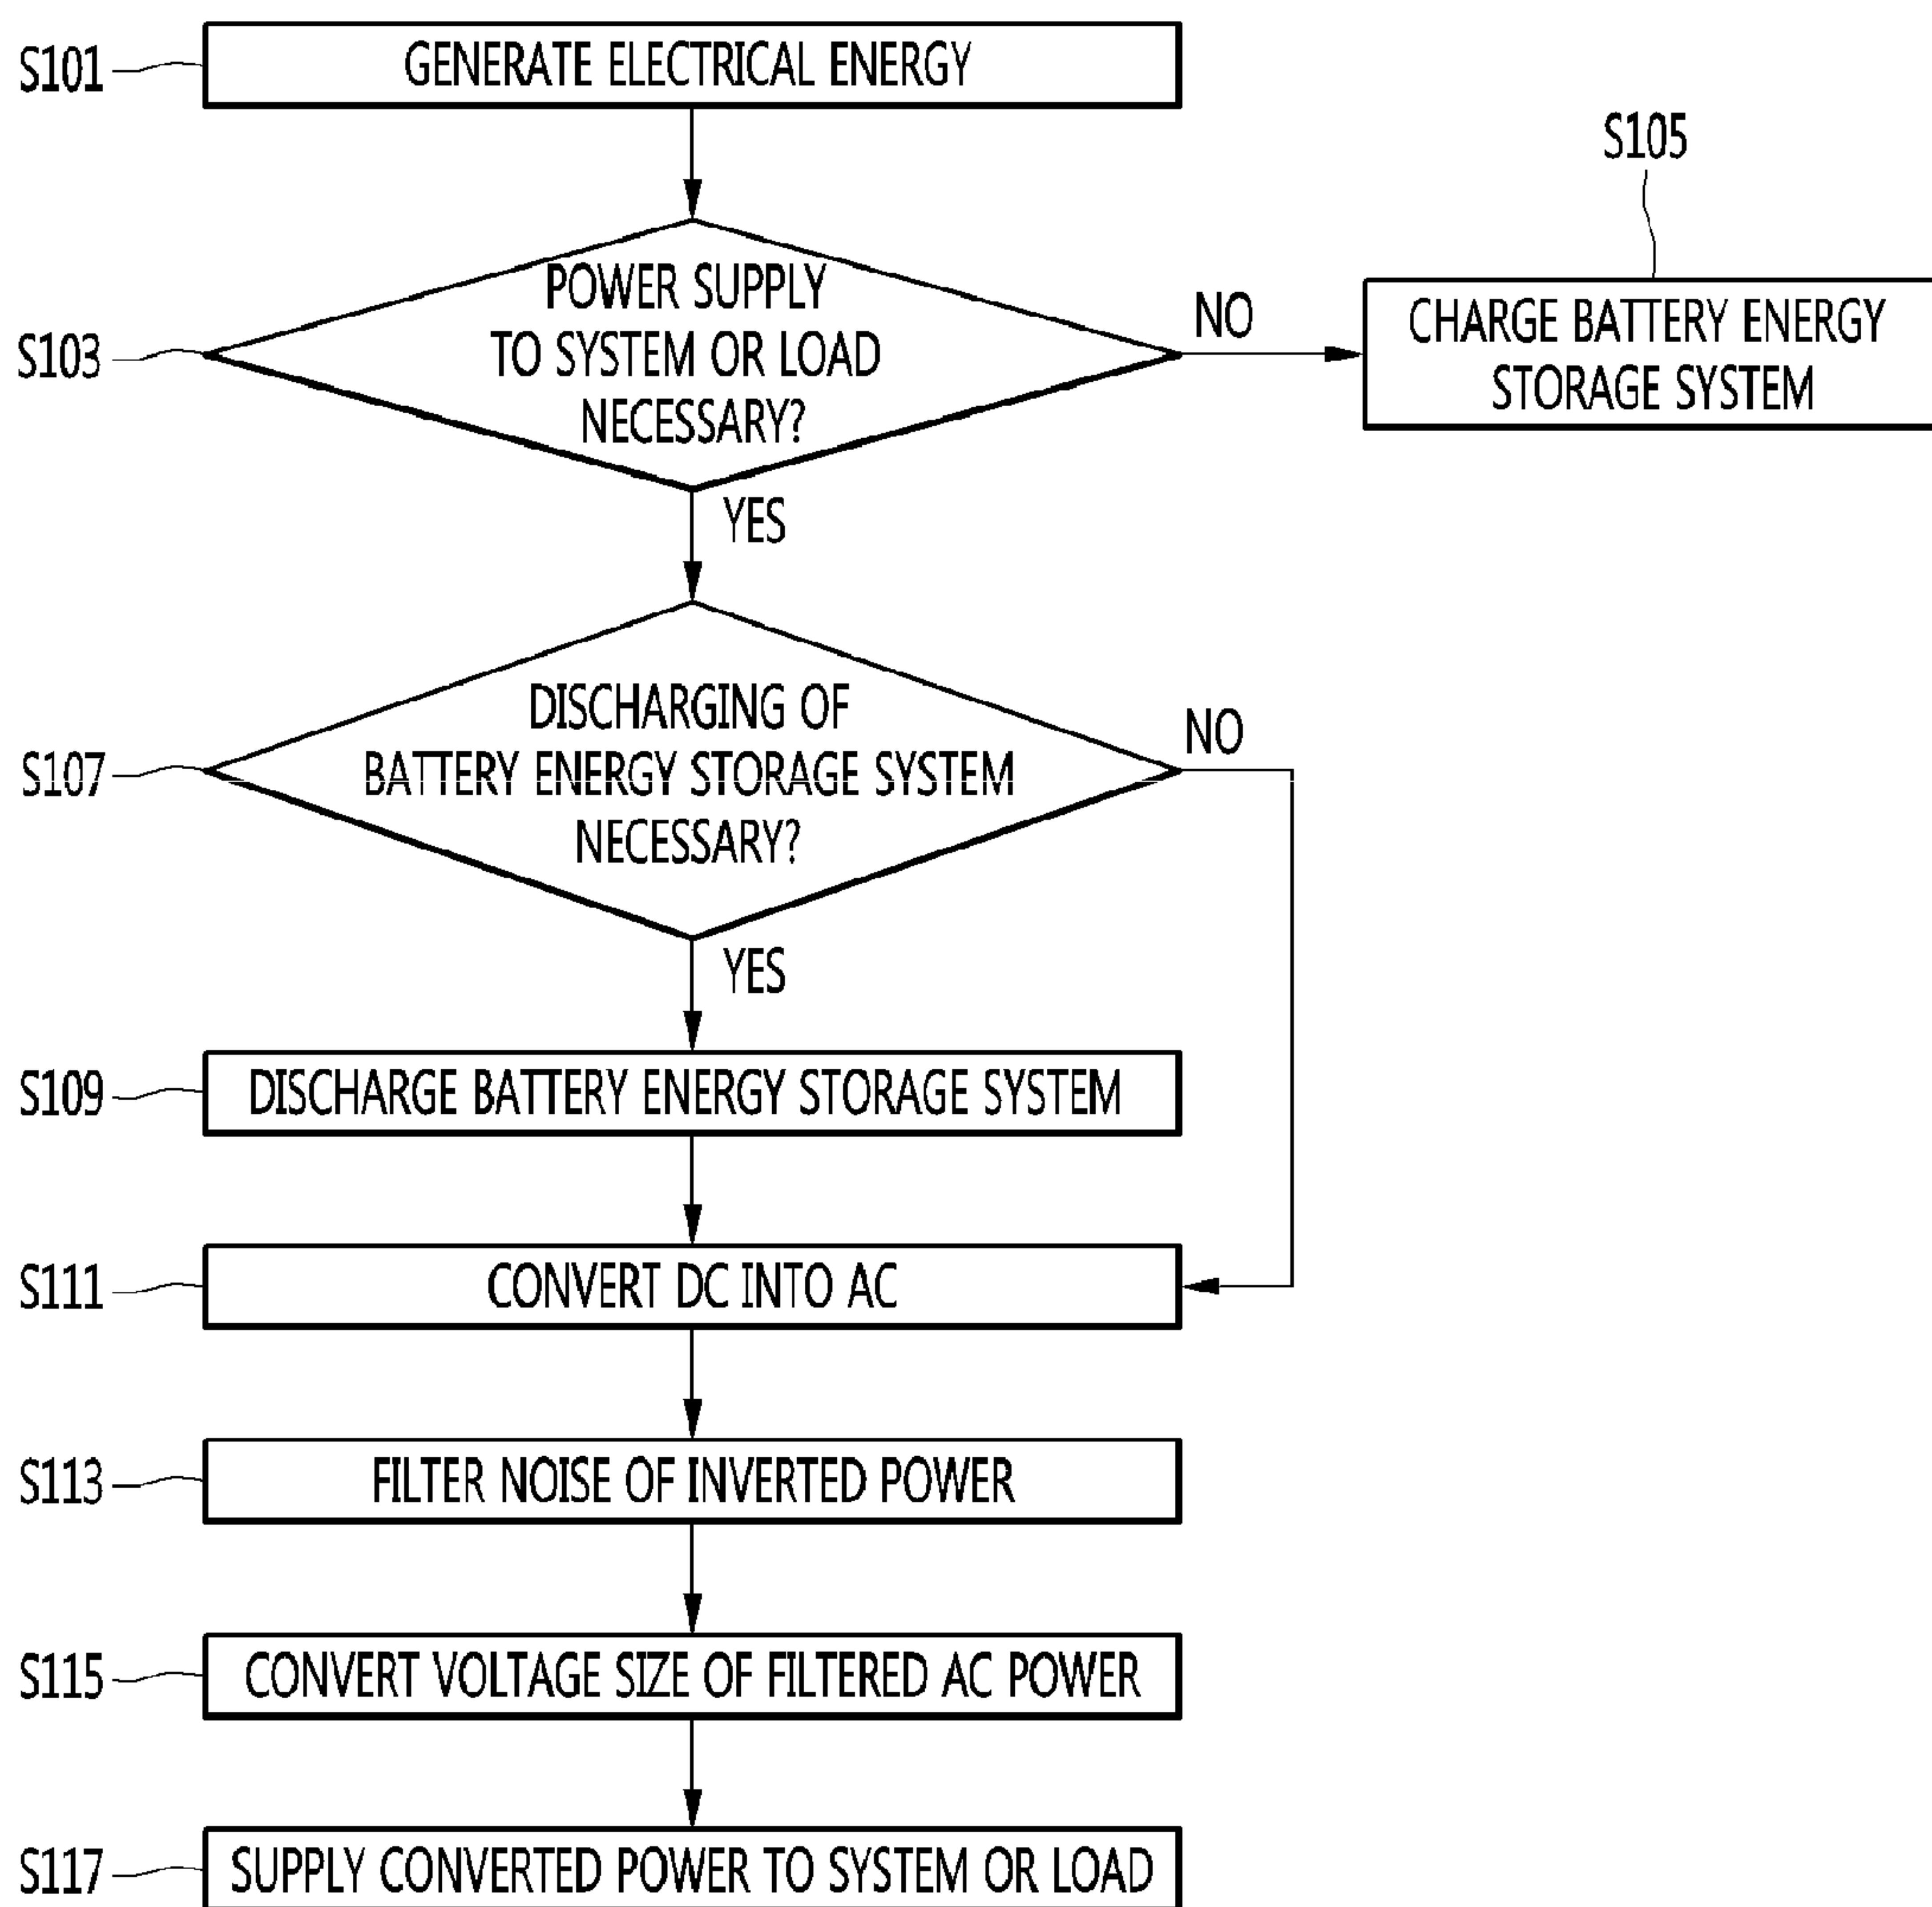 S101
GENERATE ELECTRICAL ENERGY
S105
S103
POWER SUPPLY
TO SYSTEM OR LOAD
NECESSARY?
NO
CHARGE BATTERY ENERGY
STORAGE SYSTEM
YES
S107
DISCHARGING OF
BATTERY ENERGY STORAGE SYSTEM
NECESSARY?
NO
YES
S109
DISCHARGE BATTERY ENERGY STORAGE SYSTEM
S111
CONVERT DC INTO AC
S113
FILTER NOISE OF INVERTED POWER
S115
CONVERT VOLTAGE SIZE OF FILTERED AC POWER
S117
SUPPLY CONVERTED POWER TO SYSTEM OR LOAD